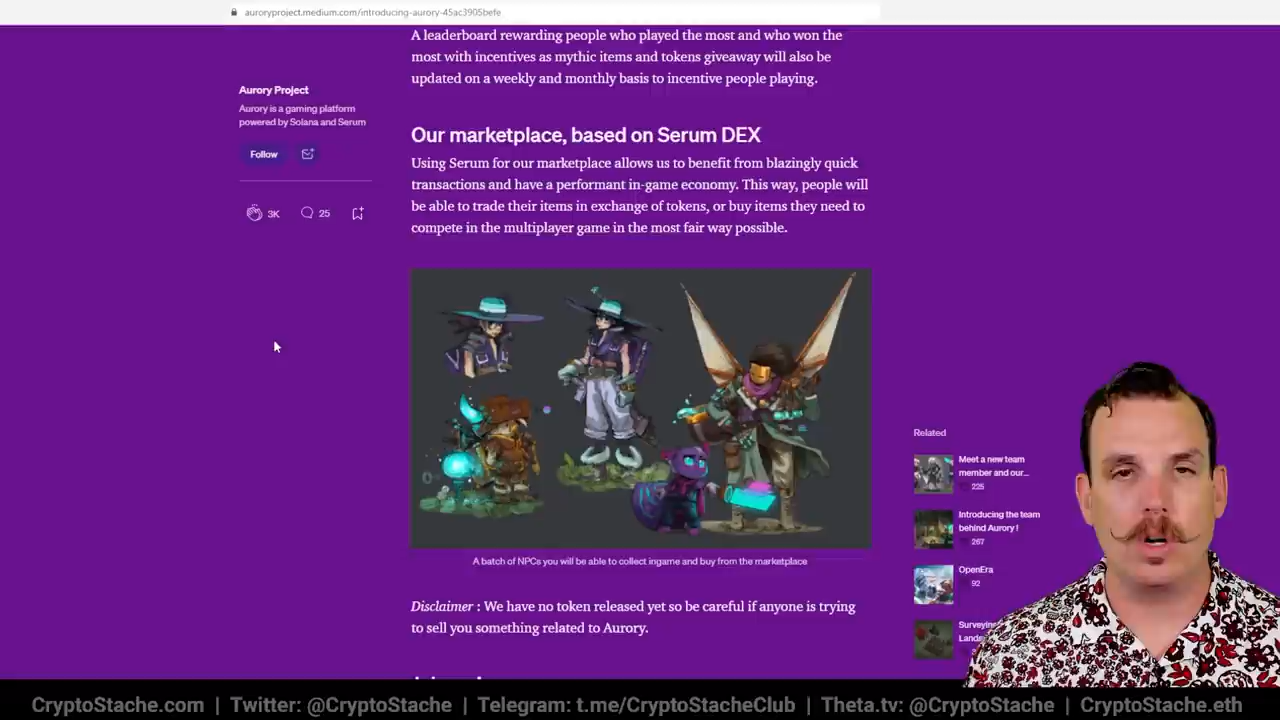 auroryproject.medium.com/introducing-aurory-45ac3905befe
A leaderboard rewarding people who played the most and who won the
most with incentives as mythic items and tokens giveaway will also be
updated on a weekly and monthly basis to incentive people playing.
Aurory Project
Aurory is a gaming platform
powered by Solana and Serum
Follow
3K
25
Our marketplace, based on Serum DEX
Using Serum for our marketplace allows us to benefit from blazingly quick
transactions and have a performant in-game economy. This way, people will
be able to trade their items in exchange of tokens, or buy items they need to
compete in the multiplayer game in the most fair way possible.
A batch of NPCs you will be able to collect ingame and buy from the marketplace
Disclaimer : We have no token released yet so be careful if anyone is trying
to sell you something related to Aurory.
Related
Meet a new team
member and our...
225
Introducing the team
behind Aurory !
267
OpenEra
92
CryptoStache.com | Twitter: @CryptoStache | Telegram: t.me/CryptoStacheClub | Theta.tv: @CryptoStache | CryptoStache.eth